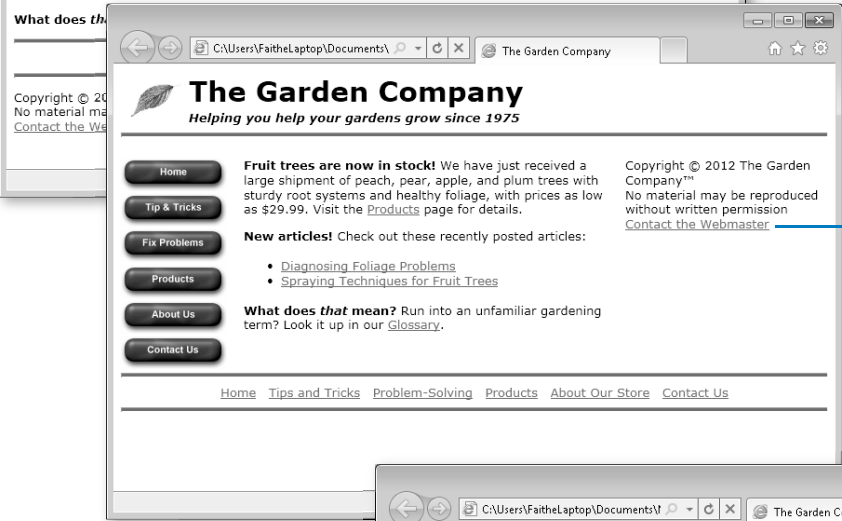 What does th
Copyright © 20
No material ma
Contact the We
C:\Users\FaitheLaptop\Documents\
The Garden Company
The Garden Company
Helping you help your gardens grow since 1975
Home
Tip & Tricks
Fix Problems
Products
About Us
Contact Us
Fruit trees are now in stock! We have just received a
large shipment of peach, pear, apple, and plum trees with
sturdy root systems and healthy foliage, with prices as low
as $29.99. Visit the Products page for details.
New articles! Check out these recently posted articles:
• Diagnosing Foliage Problems
• Spraying Techniques for Fruit Trees
What does that mean? Run into an unfamiliar gardening
term? Look it up in our Glossary.
Copyright © 2012 The Garden
Company™
No material may be reproduced
without written permission
Contact the Webmaster
Home Tips and Tricks Problem-Solving Products About Our Store Contact Us
C:\Users\FaitheLaptop\Documents\
The Garden C